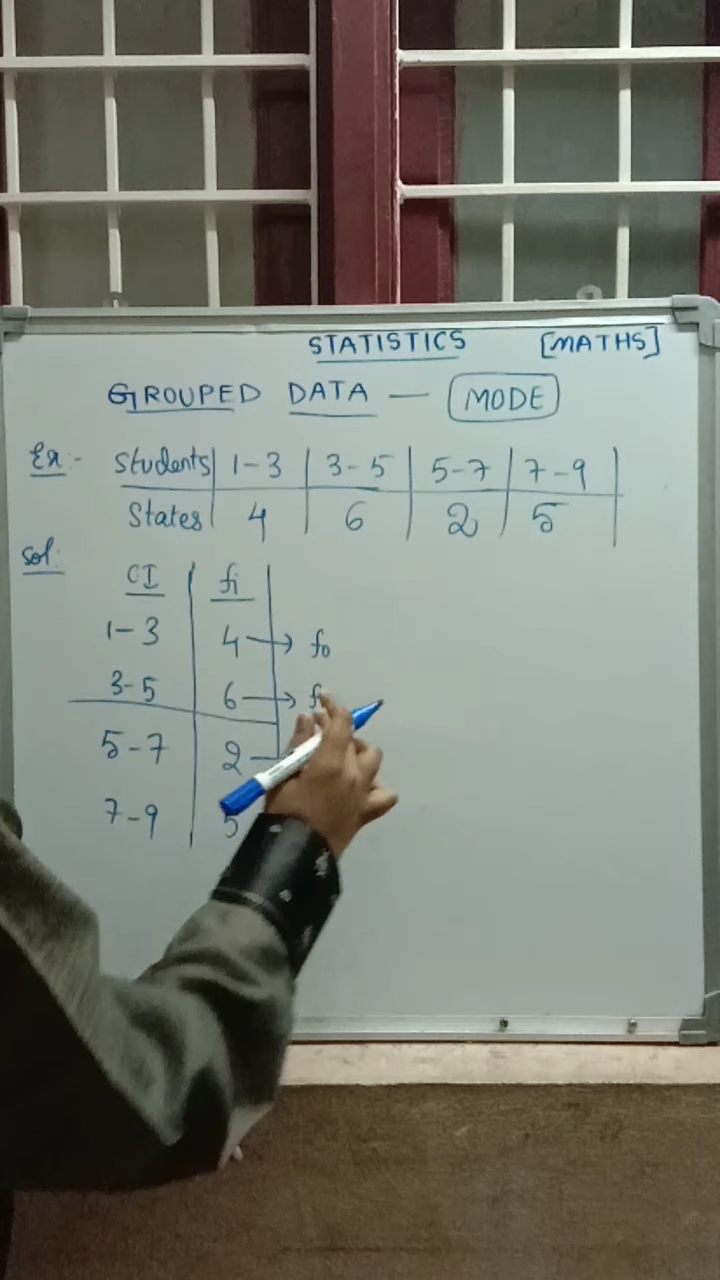 STATISTICS [MATHS]
GROUPED DATA — MODE
Ex:- Students 1-3 3-5 5-7 7-9
States 4 6 2 5
Sol:
CI fi
1-3 4 → f0
3-5 6 →
5-7 2
7-9 5